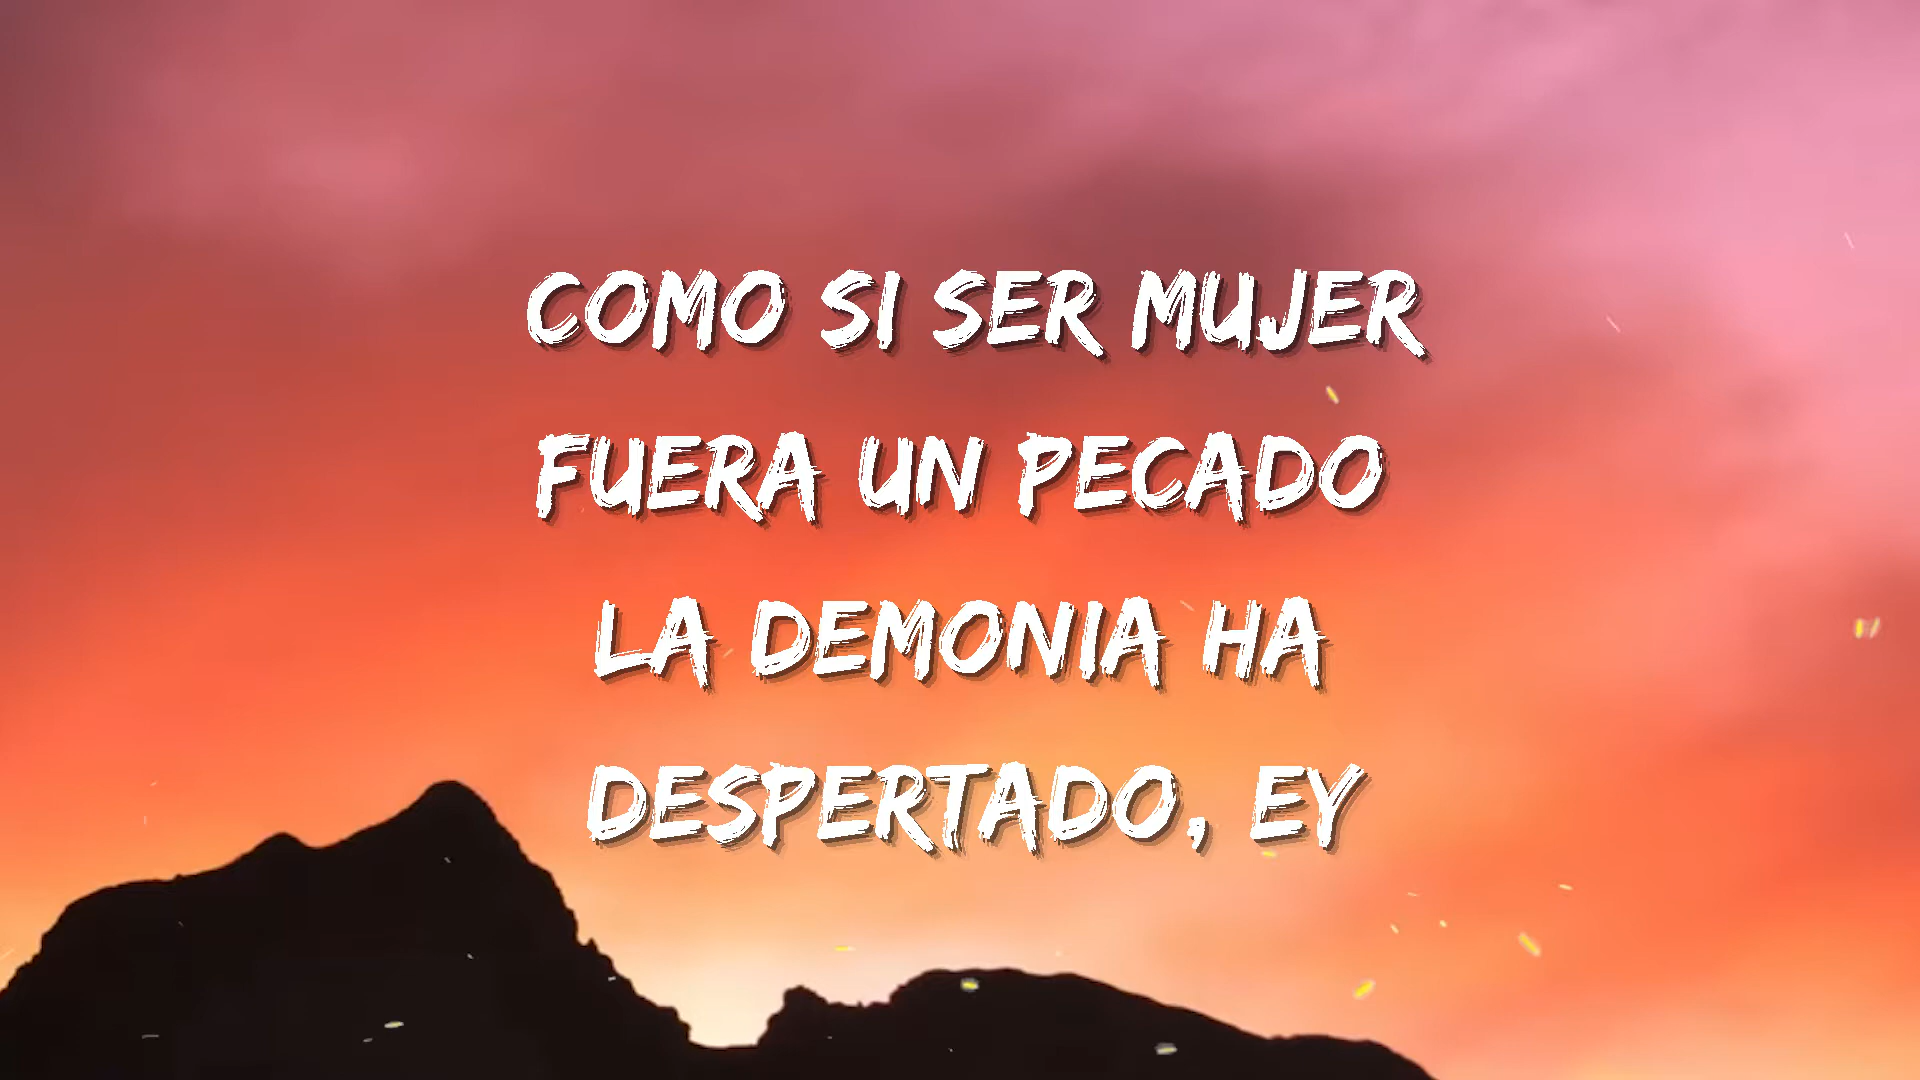 COMO SI SER MUJER
FUERA UN PECADO
LA DEMONIA HA
DESPERTADO, EY